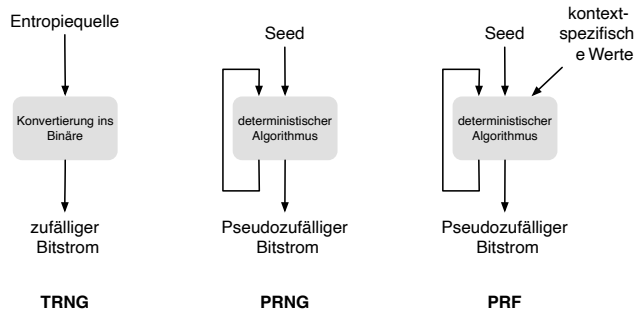 Entropiequelle
Konvertierung ins
Binäre
zufälliger
Bitstrom
TRNG
Seed
deterministischer
Algorithmus
Pseudozufälliger
Bitstrom
PRNG
kontext-
spezifisch
e Werte
Seed
deterministischer
Algorithmus
Pseudozufälliger
Bitstrom
PRF